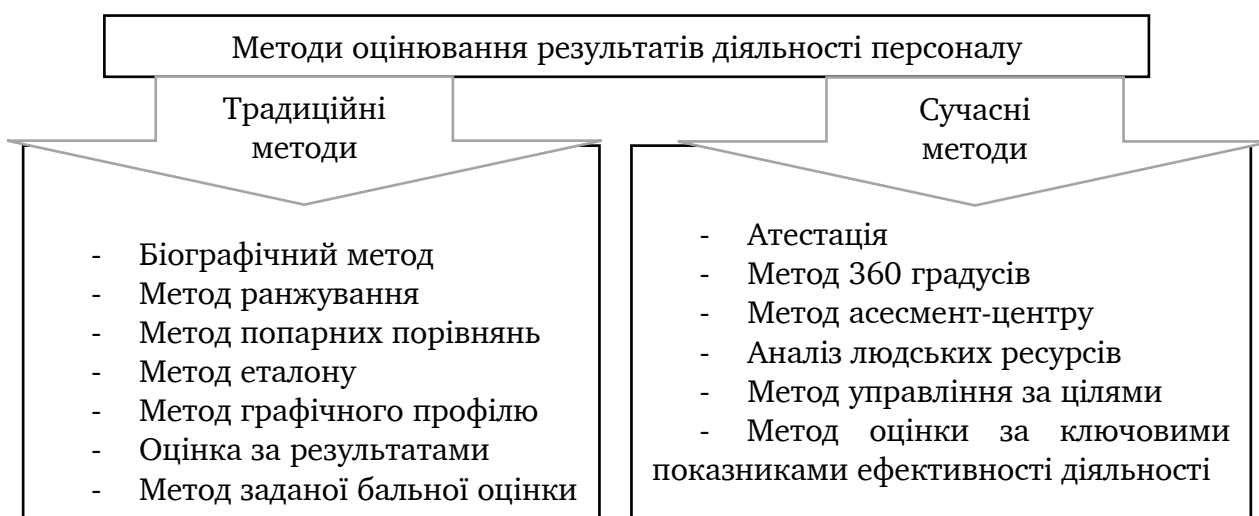 Методи оцінювання результатів діяльності персоналу
Традиційні
методи
- Біографічний метод
- Метод ранжування
- Метод попарних порівнянь
- Метод еталону
- Метод графічного профілю
- Оцінка за результатами
- Метод заданої бальної оцінки
Сучасні
методи
- Атестація
- Метод 360 градусів
- Метод асесмент-центру
- Аналіз людських ресурсів
- Метод управління за цілями
- Метод оцінки за ключовими
показниками ефективності діяльності